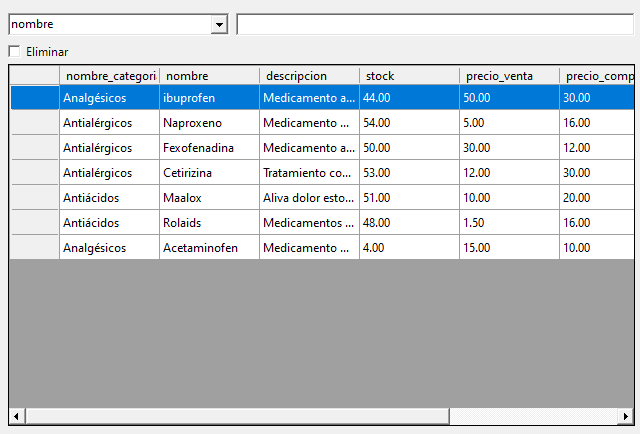 nombre
Eliminar
nombre_categori nombre descripcion stock precio_venta precio_comp
Analgésicos ibuprofen Medicamento a... 44.00 50.00 30.00
Antialérgicos Naproxeno Medicamento ... 54.00 5.00 16.00
Antialérgicos Fexofenadina Medicamento a... 50.00 30.00 12.00
Antialérgicos Cetirizina Tratamiento co... 53.00 12.00 30.00
Antiácidos Maalox Aliva dolor esto... 51.00 10.00 20.00
Antiácidos Rolaids Medicamentos ... 48.00 1.50 16.00
Analgésicos Acetaminofen Medicamento ... 4.00 15.00 10.00